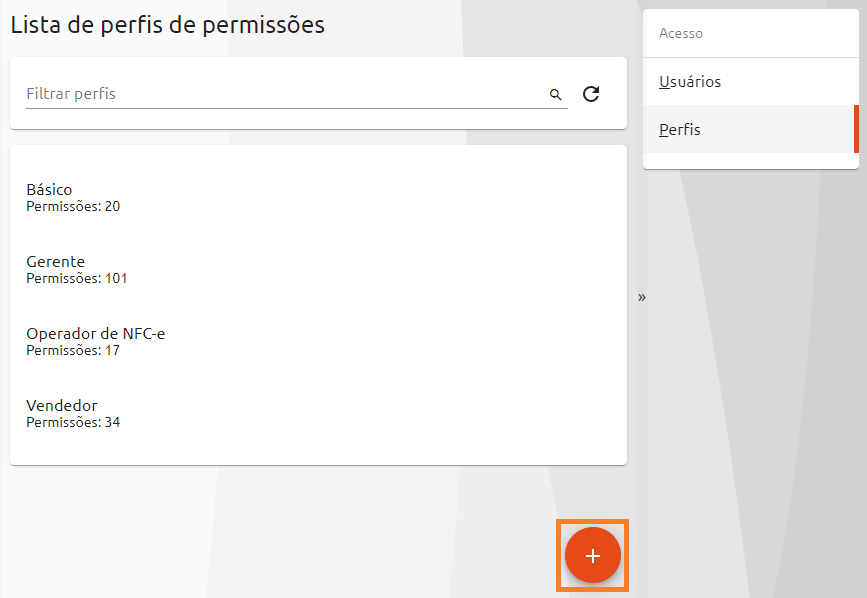 Lista de perfis de permissões
Filtrar perfis
Básico
Permissões: 20
Gerente
Permissões: 101
Operador de NFC-e
Permissões: 17
Vendedor
Permissões: 34
+
»
Acesso
Usuários
Perfis